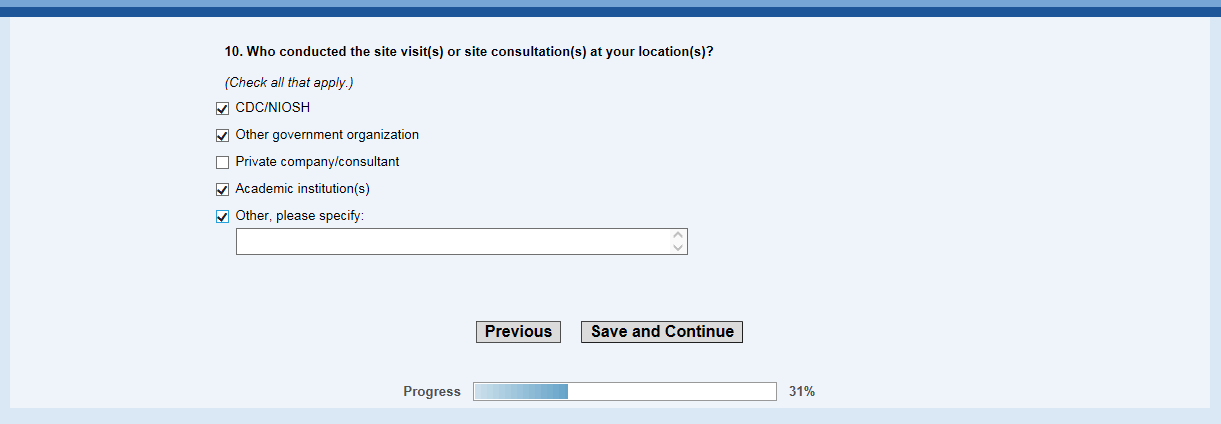 10. Who conducted the site visit(s) or site consultation(s) at your location(s)?
(Check all that apply.)
CDC/NIOSH
Other government organization
Private company/consultant
Academic institution(s)
Other, please specify:
Previous Save and Continue
Progress 31%